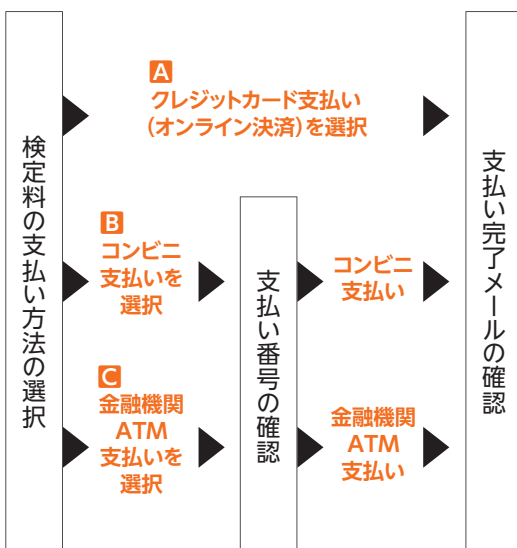 検定料の支払い方法の選択
A
クレジットカード支払い
(オンライン決済)を選択
B
コンビニ
支払いを
選択
C
金融機関
ATM
支払いを
選択
支払い番号の確認
コンビニ
支払い
金融機関
ATM
支払い
支払い完了メールの確認